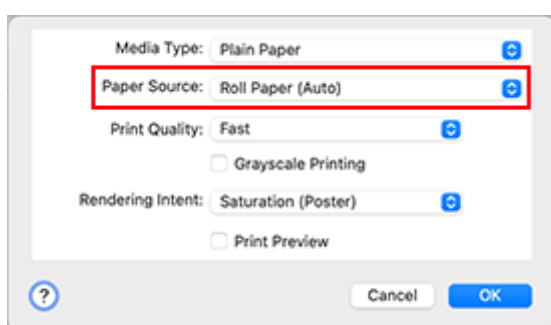 Media Type: Plain Paper
Paper Source: Roll Paper (Auto)
Print Quality: Fast
Grayscale Printing
Rendering Intent: Saturation (Poster)
Print Preview
? Cancel OK